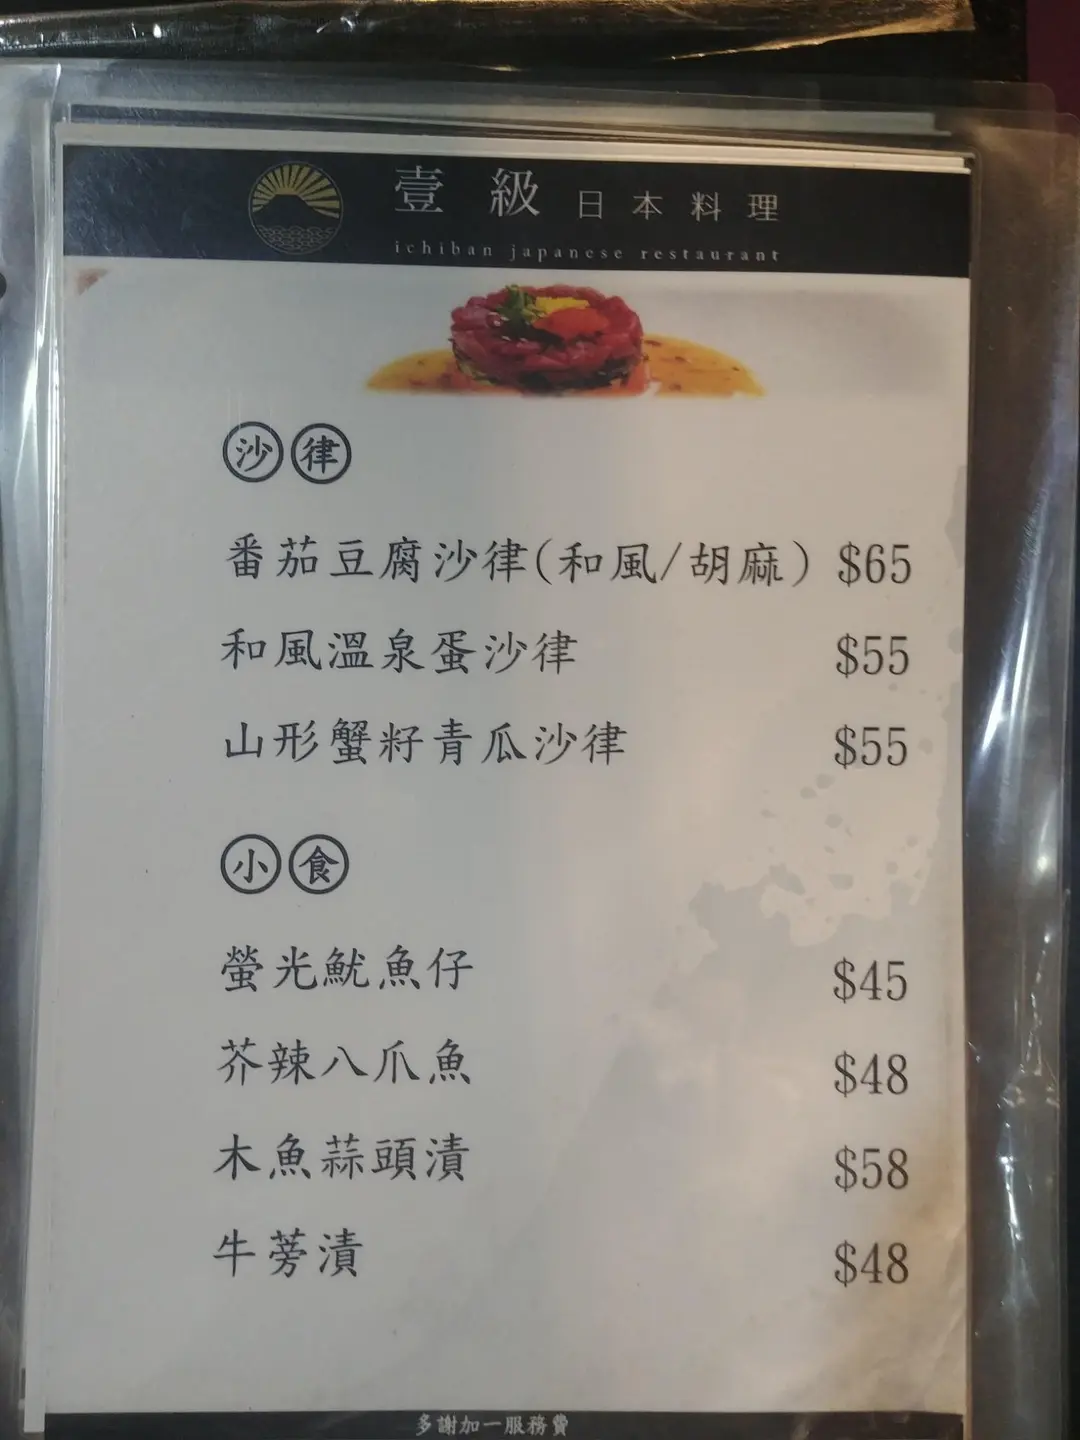 壹級日本料理
ichiban japanese restaurant
沙律
番茄豆腐沙律(和風/胡麻) $65
和風溫泉蛋沙律 $55
山形蟹籽青瓜沙律 $55
小食
螢光魷魚仔 $45
芥辣八爪魚 $48
木魚蒜頭漬 $58
牛蒡漬 $48
多謝加一服務費